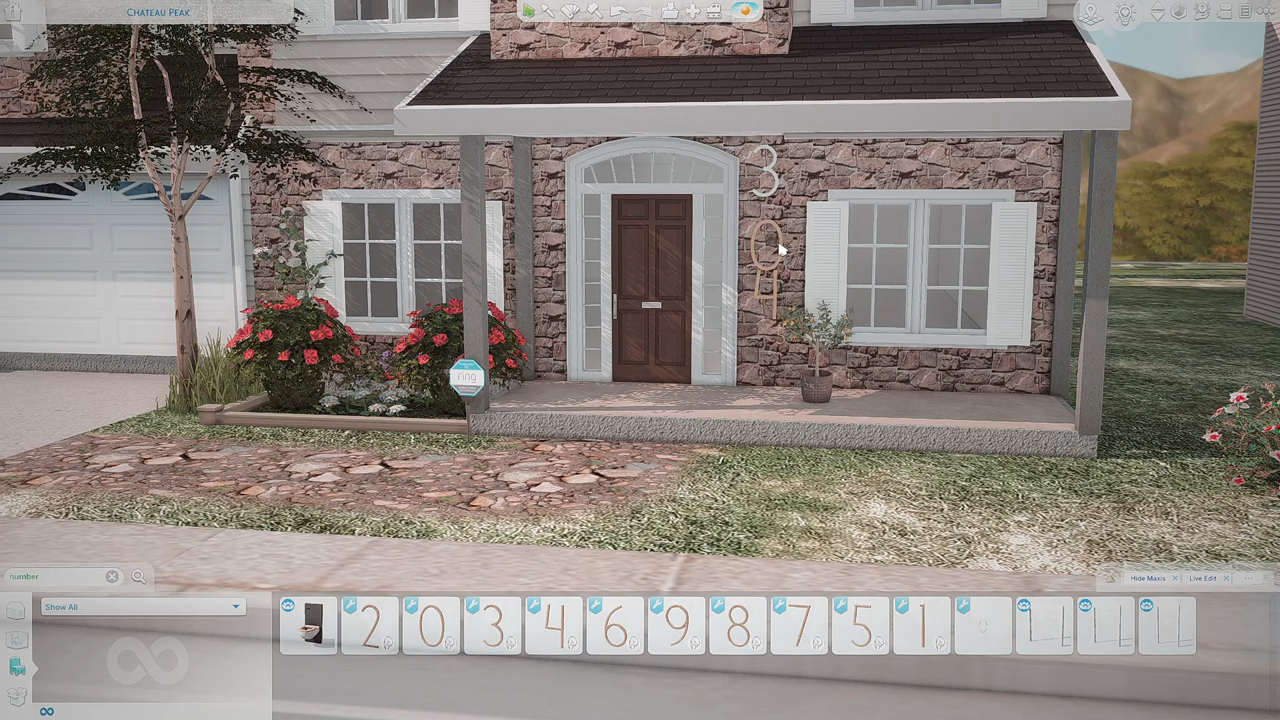 CHATEAU PEAK
3
0
4
ring
number
Hide Maxis
Live Edit
Show All
2 0 3 4 6 9 8 7 5 1